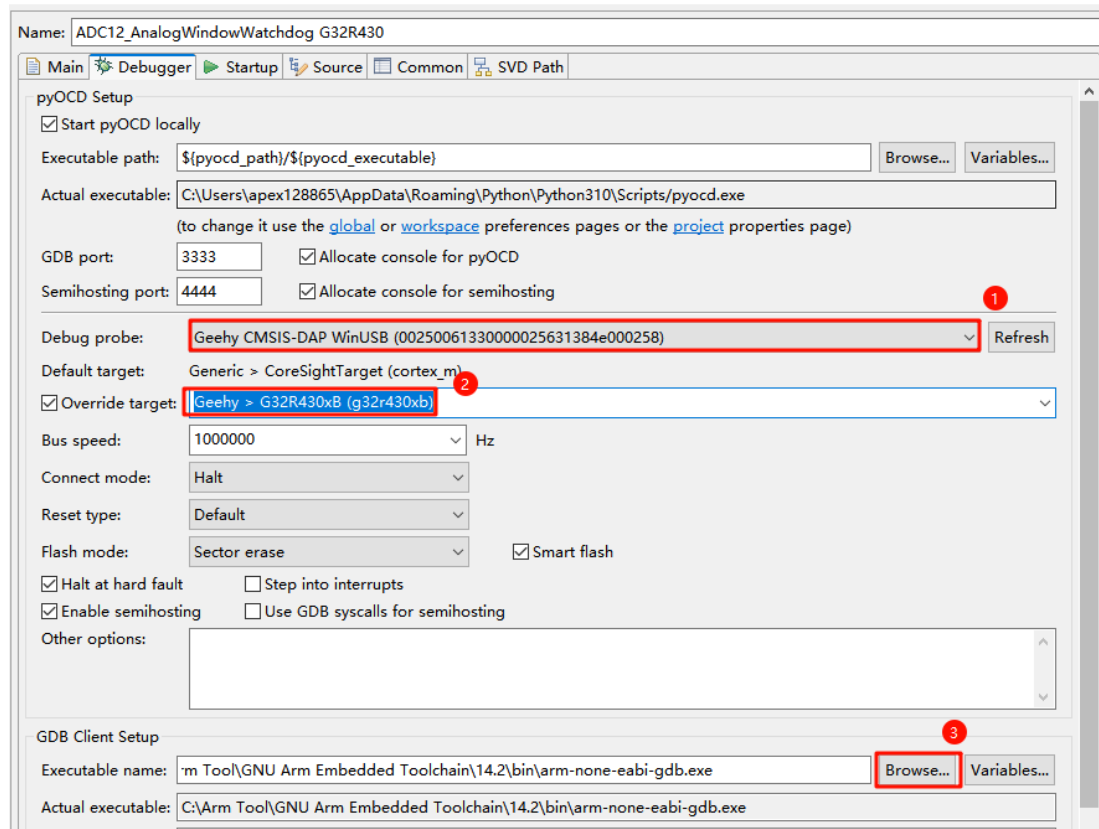 Name: ADC12_AnalogWindowWatchdog G32R430
Main Debugger Startup Source Common SVD Path
pyOCD Setup
Start pyOCD locally
Executable path: ${pyocd_path}/${pyocd_executable} Browse... Variables...
Actual executable: C:\Users\apex128865\AppData\Roaming\Python\Python310\Scripts/pyocd.exe
(to change it use the global or workspace preferences pages or the project properties page)
GDB port: 3333 Allocate console for pyOCD
Semihosting port: 4444 Allocate console for semihosting
1
Debug probe: Geehy CMSIS-DAP WinUSB (00250061330000025631384e000258) Refresh
Default target: Generic > CoreSightTarget (cortex_m)
2
Override target: Geehy > G32R430xB (g32r430xb)
Bus speed: 1000000 Hz
Connect mode: Halt
Reset type: Default
Flash mode: Sector erase Smart flash
Halt at hard fault Step into interrupts
Enable semihosting Use GDB syscalls for semihosting
Other options:
GDB Client Setup
3
Executable name: m Tool\GNU Arm Embedded Toolchain\14.2\bin\arm-none-eabi-gdb.exe Browse... Variables...
Actual executable: C:\Arm Tool\GNU Arm Embedded Toolchain\14.2\bin\arm-none-eabi-gdb.exe